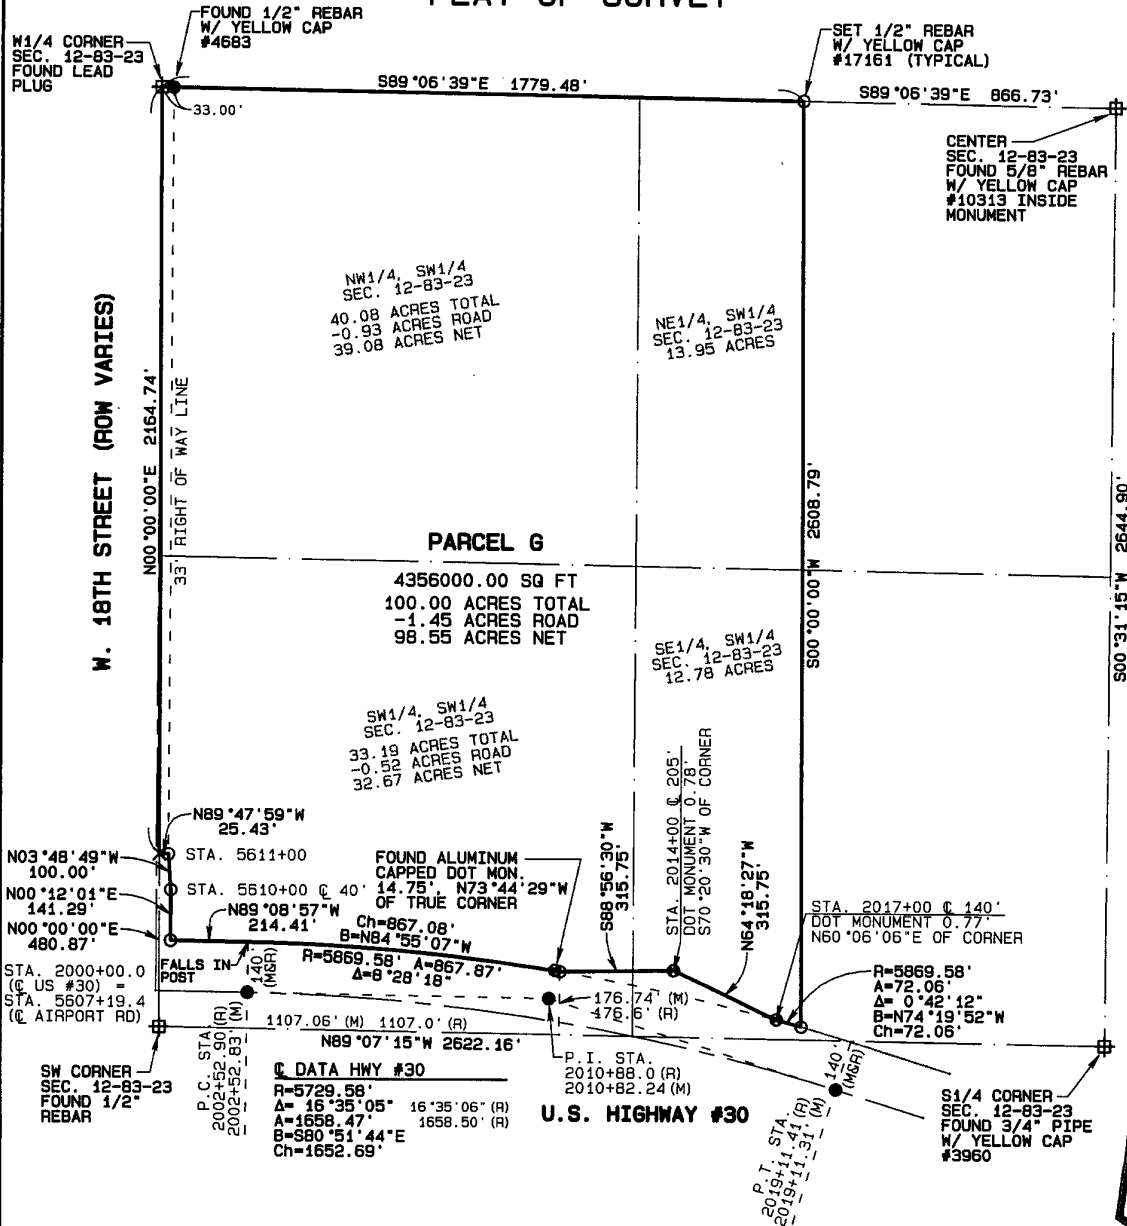 PLAT OF SURVEY
FOUND 1/2" REBAR
W/ YELLOW CAP
#4683
W1/4 CORNER
SEC. 12-83-23
FOUND LEAD
PLUG
SET 1/2" REBAR
W/ YELLOW CAP
#17161 (TYPICAL)
S89°06'39"E 1779.48'
S89°06'39"E 866.73'
33.00'
CENTER
SEC. 12-83-23
FOUND 5/8" REBAR
W/ YELLOW CAP
#10313 INSIDE
MONUMENT
NW1/4, SW1/4
SEC. 12-83-23
40.08 ACRES TOTAL
-0.93 ACRES ROAD
39.08 ACRES NET
NE1/4, SW1/4
SEC. 12-83-23
13.95 ACRES
W. 18TH STREET (ROW VARIES)
N00°00'00"E 2164.74'
33' RIGHT OF WAY LINE
S00°00'00"W 2608.79'
S00°31'15"W 2644.90'
PARCEL G
4356000.00 SQ FT
100.00 ACRES TOTAL
-1.45 ACRES ROAD
98.55 ACRES NET
SE1/4, SW1/4
SEC. 12-83-23
12.78 ACRES
SW1/4, SW1/4
SEC. 12-83-23
33.19 ACRES TOTAL
-0.52 ACRES ROAD
32.67 ACRES NET
N89°47'59"W
25.43'
STA. 5611+00
N03°48'49"W
100.00'
STA. 5610+00 ℄ 40'
N00°12'01"E
141.29'
N00°00'00"E
480.87'
N89°08'57"W
214.41'
FOUND ALUMINUM
CAPPED DOT MON.
14.75', N73°44'29"W
OF TRUE CORNER
Ch=867.08'
B=N84°55'07"W
R=5869.58' A=867.87'
Δ=8°28'18"
S88°56'30"W
315.75'
STA. 2014+00 ℄ 205'
DOT MONUMENT 0.78'
S70°20'30"W OF CORNER
N64°18'27"W
315.75'
STA. 2017+00 ℄ 140'
DOT MONUMENT 0.77'
N60°06'06"E OF CORNER
R=5869.58'
A=72.06'
Δ= 0°42'12"
B=N74°19'52"W
Ch=72.06'
FALLS IN
POST
140'
(M&R)
STA. 2000+00.0
(℄ US #30) =
STA. 5607+19.4
(℄ AIRPORT RD)
176.74' (M)
476.6' (R)
1107.06' (M) 1107.0' (R)
N89°07'15"W 2622.16'
P.C. STA.
2002+52.90 (R)
2002+52.83' (M)
P.I. STA.
2010+88.0 (R)
2010+82.24 (M)
140'
(M&R)
SW CORNER
SEC. 12-83-23
FOUND 1/2"
REBAR
℄ DATA HWY #30
R=5729.58'
Δ= 16°35'05" 16°35'06" (R)
A=1658.47' 1658.50' (R)
B=S80°51'44"E
Ch=1652.69'
U.S. HIGHWAY #30
P.T. STA.
2019+11.41 (R)
2019+11.31' (M)
S1/4 CORNER
SEC. 12-83-23
FOUND 3/4" PIPE
W/ YELLOW CAP
#3960